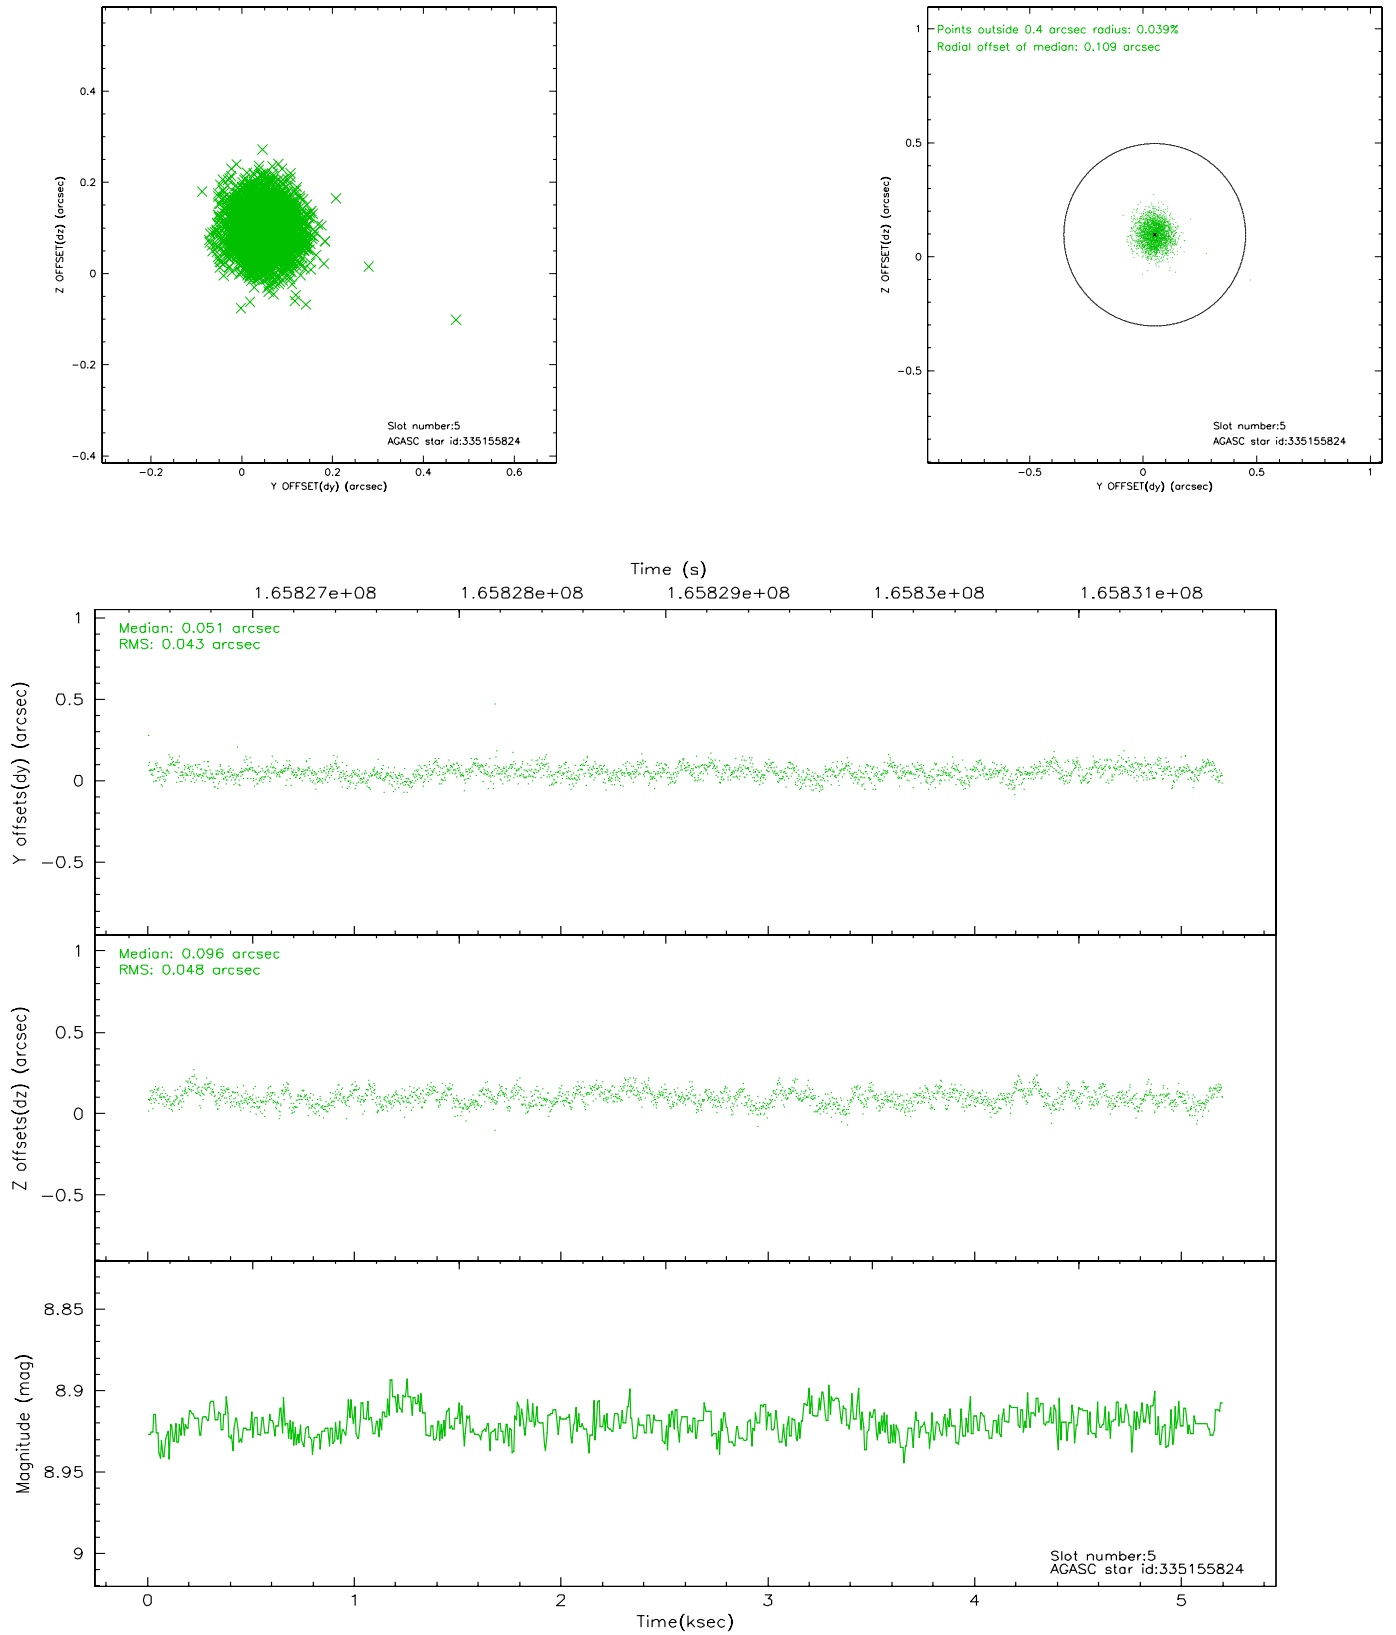 0.4
0.2
0
−0.2
−0.4
Z OFFSET(dz) (arcsec)
Slot number:5
AGASC star id:335155824
−0.2 0 0.2 0.4 0.6
Y OFFSET(dy) (arcsec)
Points outside 0.4 arcsec radius: 0.039%
Radial offset of median: 0.109 arcsec
1
0.5
0
−0.5
Z OFFSET(dz) (arcsec)
Slot number:5
AGASC star id:335155824
−0.5 0 0.5 1
Y OFFSET(dy) (arcsec)
Time (s)
1.65827e+08 1.65828e+08 1.65829e+08 1.6583e+08 1.65831e+08
Median: 0.051 arcsec
RMS: 0.043 arcsec
1
0.5
0
−0.5
Y offsets(dy) (arcsec)
Median: 0.096 arcsec
RMS: 0.048 arcsec
1
0.5
0
−0.5
Z offsets(dz) (arcsec)
8.85
8.9
8.95
9
Magnitude (mag)
Slot number:5
AGASC star id:335155824
0 1 2 3 4 5
Time(ksec)